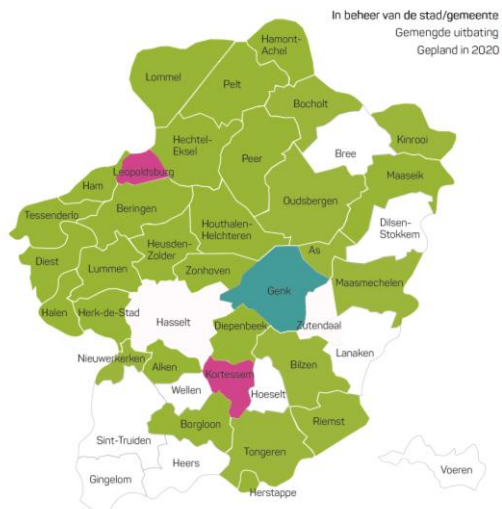 In beheer van de stad/gemeente
Gemengde uitbating
Gepland in 2020
Hamont-
Achel
Lommel
Pelt
Bocholt
Hechtel-
Eksel
Peer
Bree
Kinrooi
Leopoldsburg
Maaseik
Ham
Oudsbergen
Beringen
Tessenderlo
Houthalen-
Helchteren
Dilsen-
Stokkem
Heusden-
Zolder
As
Diest
Lummen
Zonhoven
Maasmechelen
Genk
Halen
Herk-de-Stad
Hasselt
Zutendaal
Diepenbeek
Nieuwerkerken
Lanaken
Alken
Bilzen
Kortessem
Wellen
Hoeselt
Borgloon
Riemst
Sint-Truiden
Tongeren
Heers
Voeren
Gingelom
Herstappe